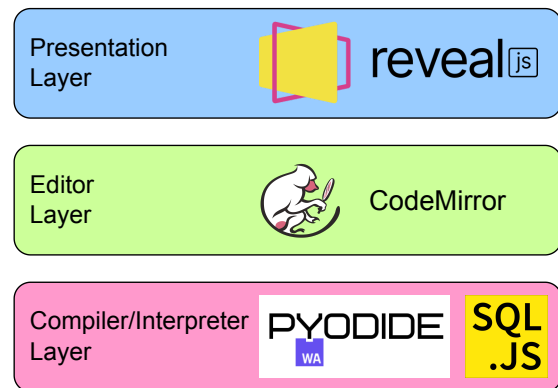 Presentation
Layer
reveal js
Editor
Layer
CodeMirror
Compiler/Interpreter
Layer
PYODIDE
WA
SQL
.JS